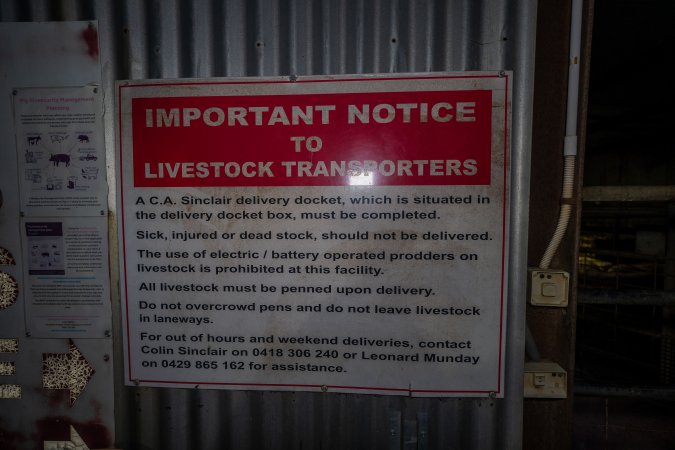 IMPORTANT NOTICE
TO
LIVESTOCK TRANSPORTERS
A C.A. Sinclair delivery docket, which is situated in
the delivery docket box, must be completed.
Sick, injured or dead stock, should not be delivered.
The use of electric / battery operated prodders on
livestock is prohibited at this facility.
All livestock must be penned upon delivery.
Do not overcrowd pens and do not leave livestock
in laneways.
For out of hours and weekend deliveries, contact
Colin Sinclair on 0418 306 240 or Leonard Munday
on 0429 865 162 for assistance.
Pig Biosecurity Management
Planning